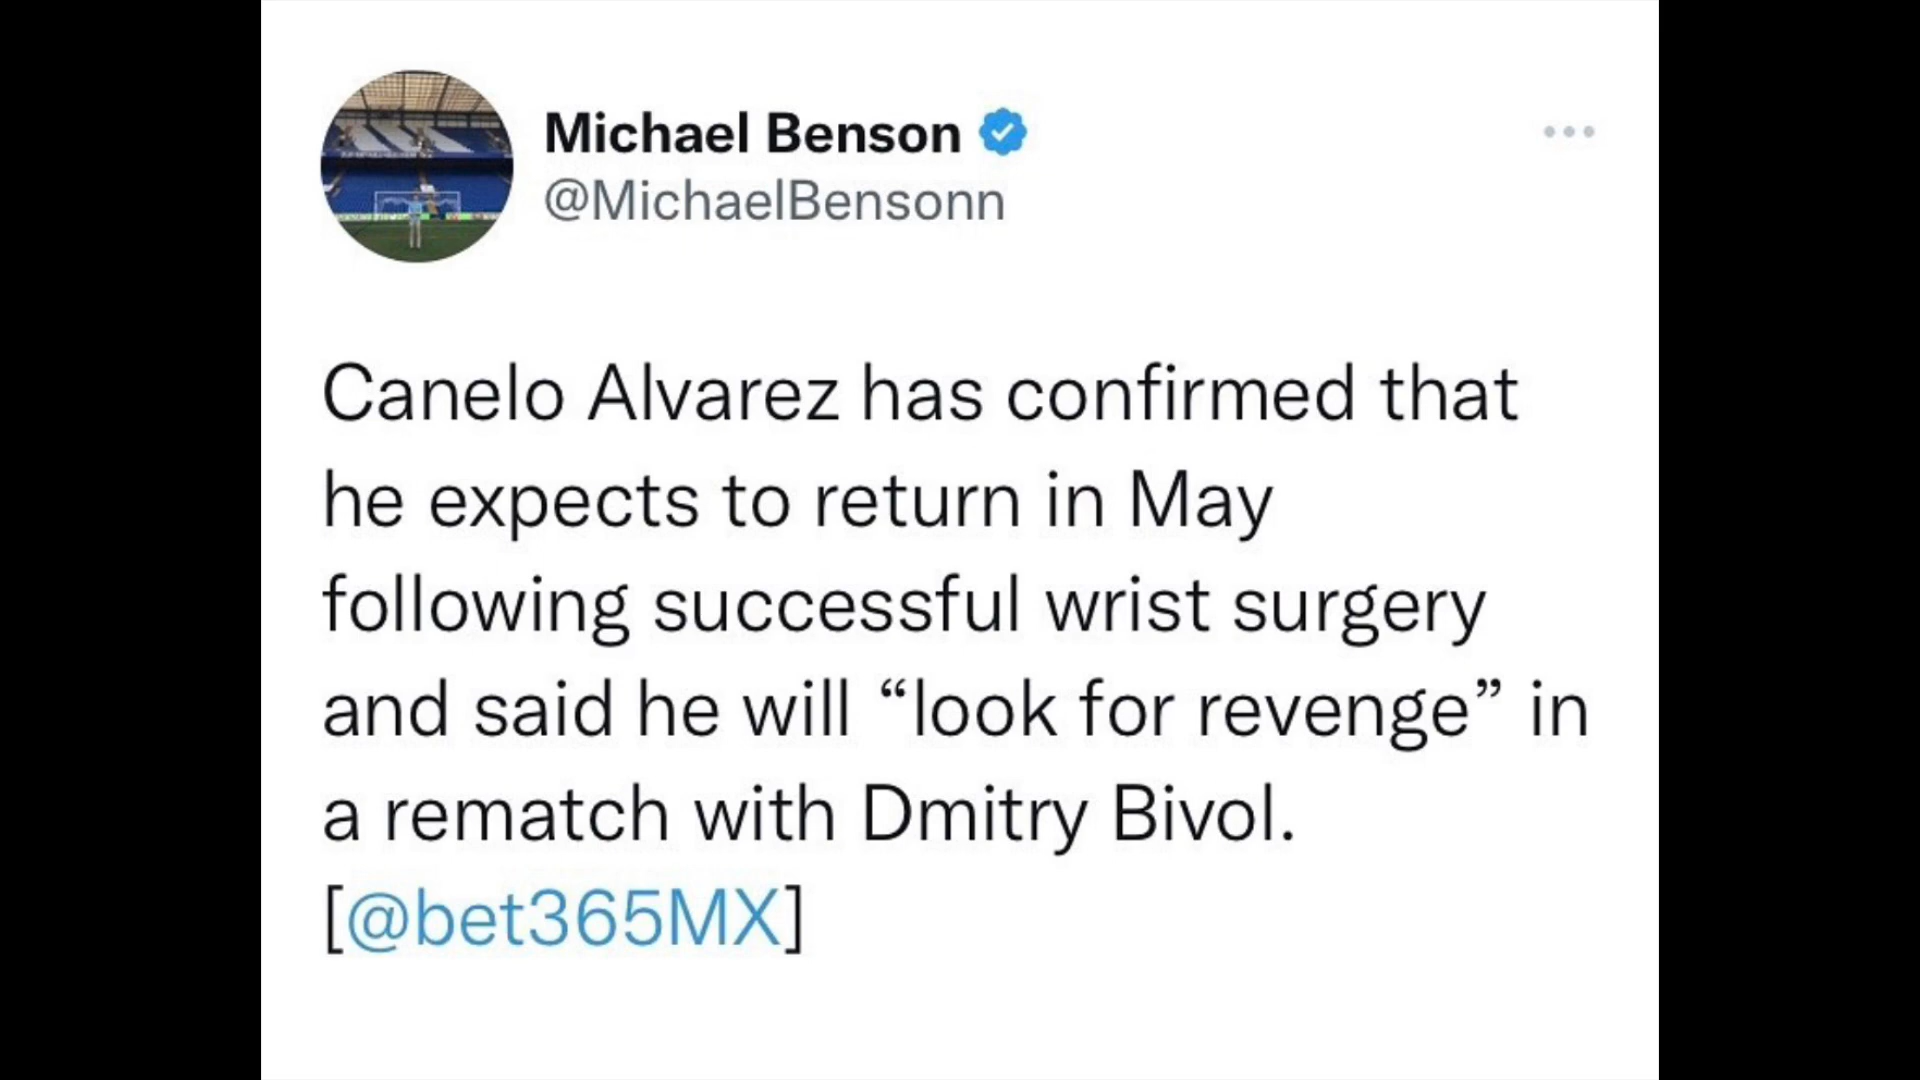 Michael Benson
@MichaelBensonn
Canelo Alvarez has confirmed that
he expects to return in May
following successful wrist surgery
and said he will “look for revenge” in
a rematch with Dmitry Bivol.
[@bet365MX]